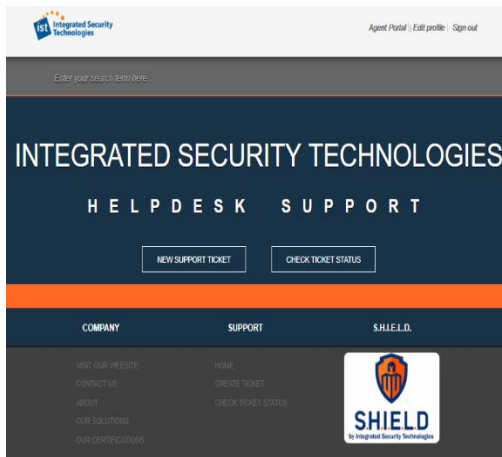 ist Integrated Security
Technologies
Agent Portal | Edit profile | Sign out
Enter your search term here...
INTEGRATED SECURITY TECHNOLOGIES
HELPDESK SUPPORT
NEW SUPPORT TICKET
CHECK TICKET STATUS
COMPANY
SUPPORT
S.H.I.E.L.D.
VISIT OUR WEBSITE
CONTACT US
ABOUT
OUR SOLUTIONS
OUR CERTIFICATIONS
HOME
CREATE TICKET
CHECK TICKET STATUS
S.H.I.E.L.D
by Integrated Security Technologies